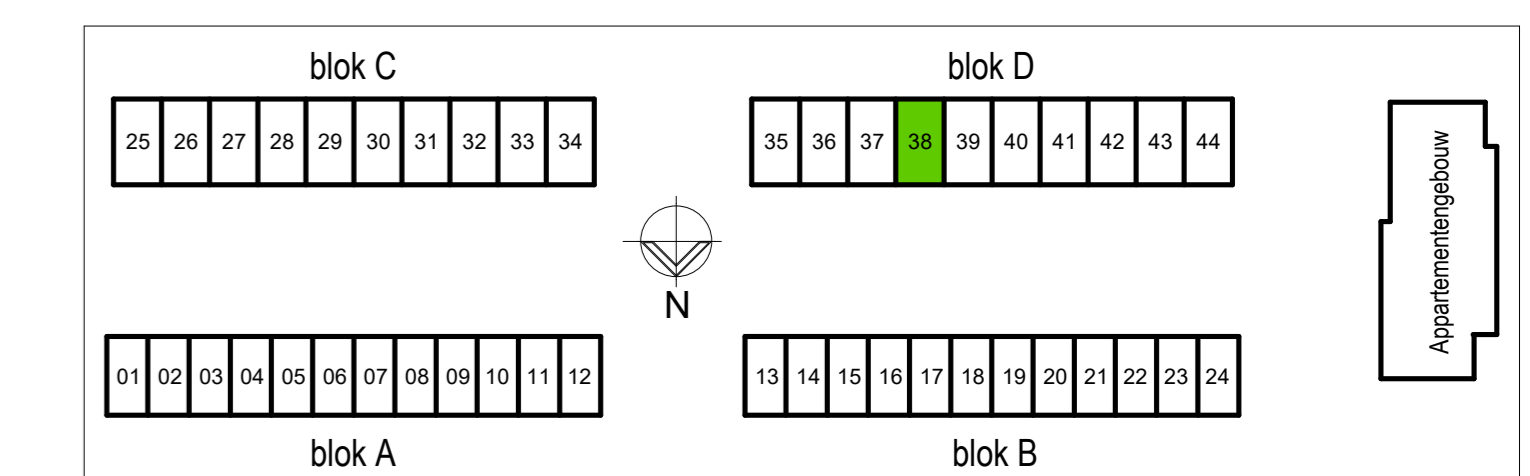 blok C
blok D
25 26 27 28 29 30 31 32 33 34
35 36 37 38 39 40 41 42 43 44
Appartementengebouw
N
01 02 03 04 05 06 07 08 09 10 11 12
13 14 15 16 17 18 19 20 21 22 23 24
blok A
blok B